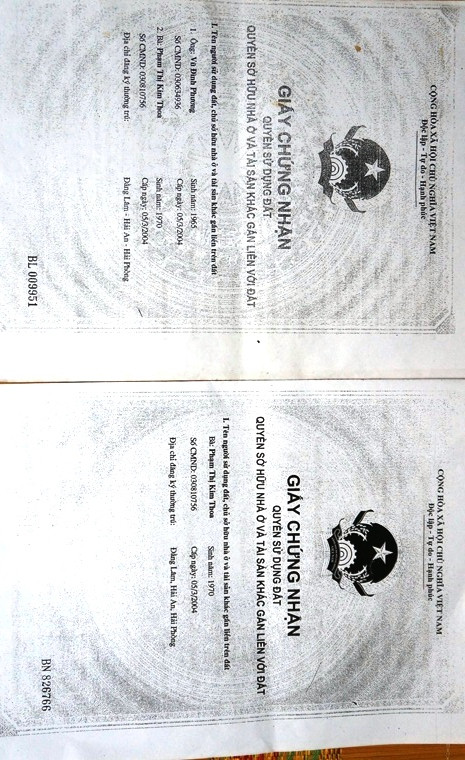 CỘNG HÒA XÃ HỘI CHỦ NGHĨA VIỆT NAM
Độc lập - Tự do - Hạnh phúc
GIẤY CHỨNG NHẬN
QUYỀN SỬ DỤNG ĐẤT
QUYỀN SỞ HỮU NHÀ Ở VÀ TÀI SẢN KHÁC GẮN LIỀN VỚI ĐẤT
I. Tên người sử dụng đất, chủ sở hữu nhà ở và tài sản khác gắn liền trên đất
1. Ông: Vũ Đình Phương Sinh năm: 1965
Số CMND: 030634936 Cấp ngày: 05/5/2004
2. Bà: Phạm Thị Kim Thoa Sinh năm: 1970
Số CMND: 030810756 Cấp ngày: 05/3/2004
Địa chỉ đăng ký thường trú: Đằng Lâm - Hải An - Hải Phòng
BL 009951
CỘNG HÒA XÃ HỘI CHỦ NGHĨA VIỆT NAM
Độc lập - Tự do - Hạnh phúc
GIẤY CHỨNG NHẬN
QUYỀN SỬ DỤNG ĐẤT
QUYỀN SỞ HỮU NHÀ Ở VÀ TÀI SẢN KHÁC GẮN LIỀN VỚI ĐẤT
I. Tên người sử dụng đất, chủ sở hữu nhà ở và tài sản khác gắn liền trên đất
Bà: Phạm Thị Kim Thoa Sinh năm: 1970
Số CMND: 030810756 Cấp ngày: 05/3/2004
Địa chỉ đăng ký thường trú: Đằng Lâm, Hải An, Hải Phòng
BN 826766